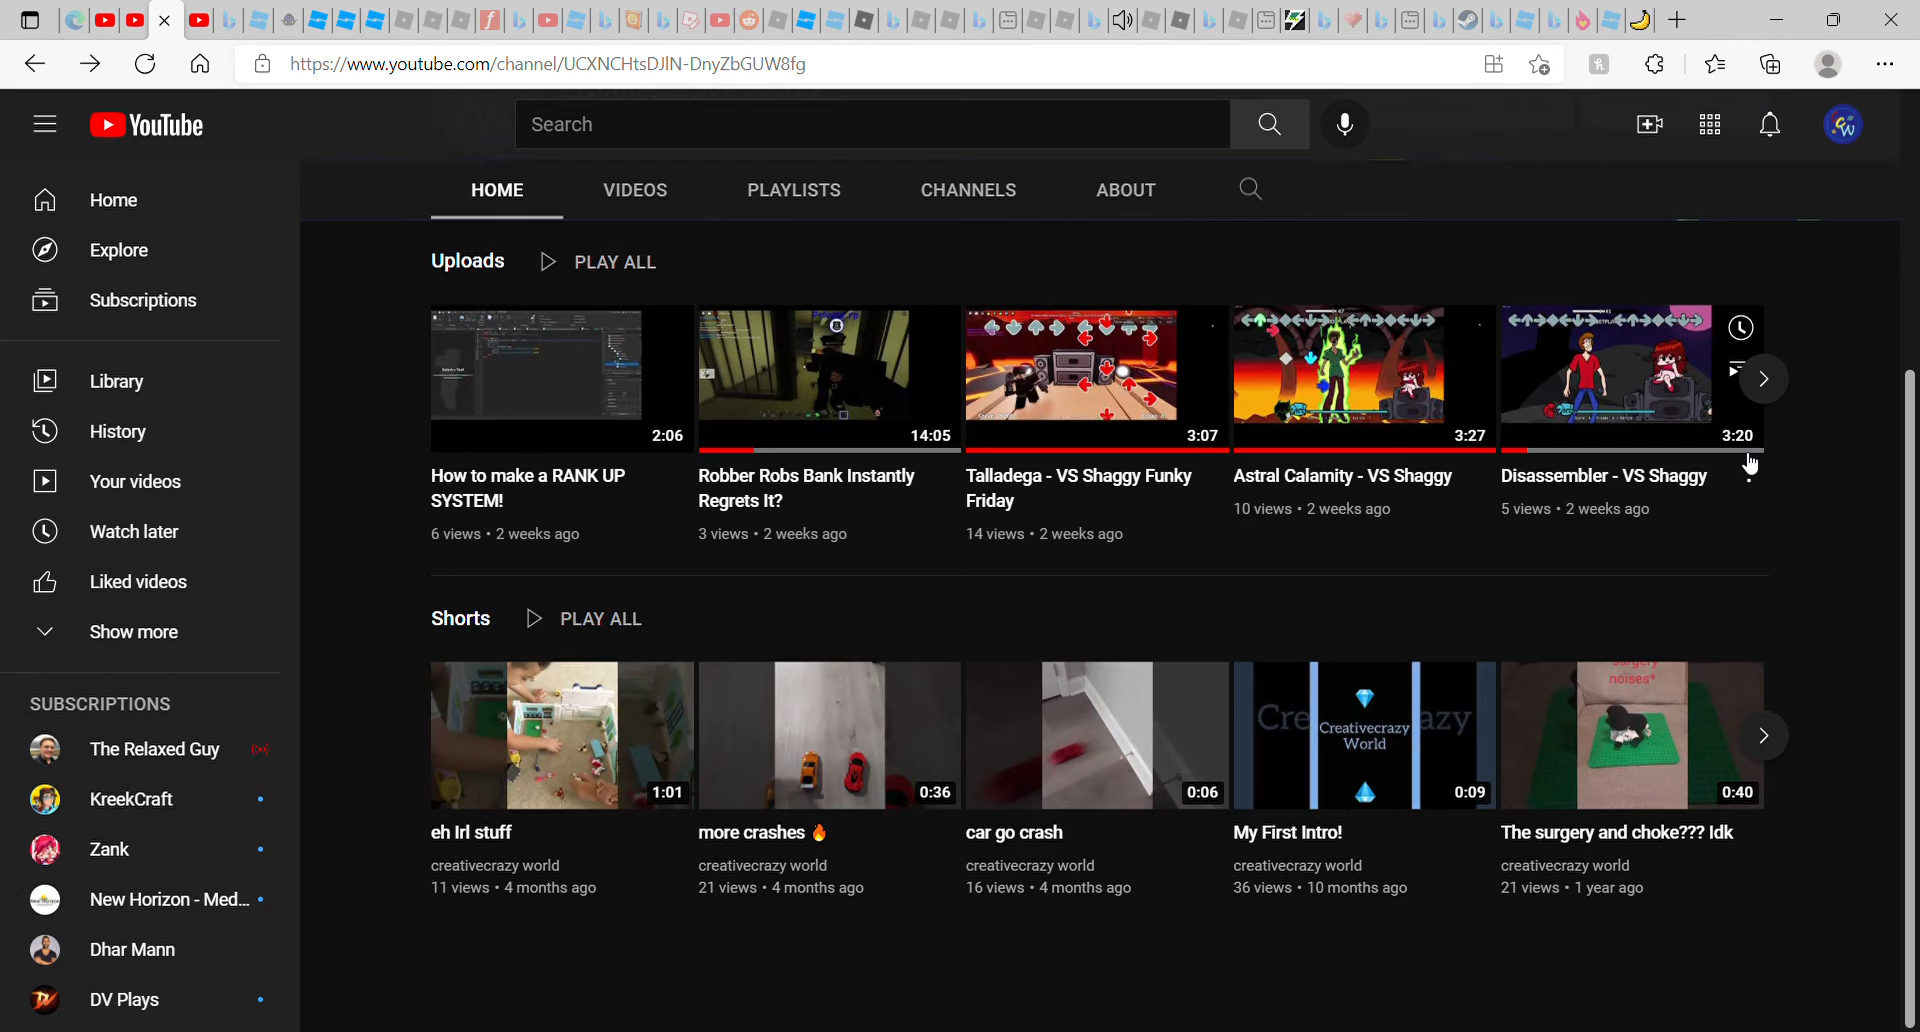 https://www.youtube.com/channel/UCXNCHtsDJlN-DnyZbGUW8fg
YouTube
Search
HOME VIDEOS PLAYLISTS CHANNELS ABOUT
Home
Explore
Subscriptions
Library
History
Your videos
Watch later
Liked videos
Show more
SUBSCRIPTIONS
The Relaxed Guy
KreekCraft
Zank
New Horizon - Med...
Dhar Mann
DV Plays
Uploads PLAY ALL
2:06
How to make a RANK UP
SYSTEM!
6 views • 2 weeks ago
14:05
Robber Robs Bank Instantly
Regrets It?
3 views • 2 weeks ago
3:07
Talladega - VS Shaggy Funky
Friday
14 views • 2 weeks ago
3:27
Astral Calamity - VS Shaggy
10 views • 2 weeks ago
3:20
Disassembler - VS Shaggy
5 views • 2 weeks ago
Shorts PLAY ALL
1:01
eh Irl stuff
creativecrazy world
11 views • 4 months ago
0:36
more crashes 🔥
creativecrazy world
21 views • 4 months ago
0:06
car go crash
creativecrazy world
16 views • 4 months ago
Cre azy
Creativecrazy
World
0:09
My First Intro!
creativecrazy world
36 views • 10 months ago
surgery
noises*
0:40
The surgery and choke??? Idk
creativecrazy world
21 views • 1 year ago